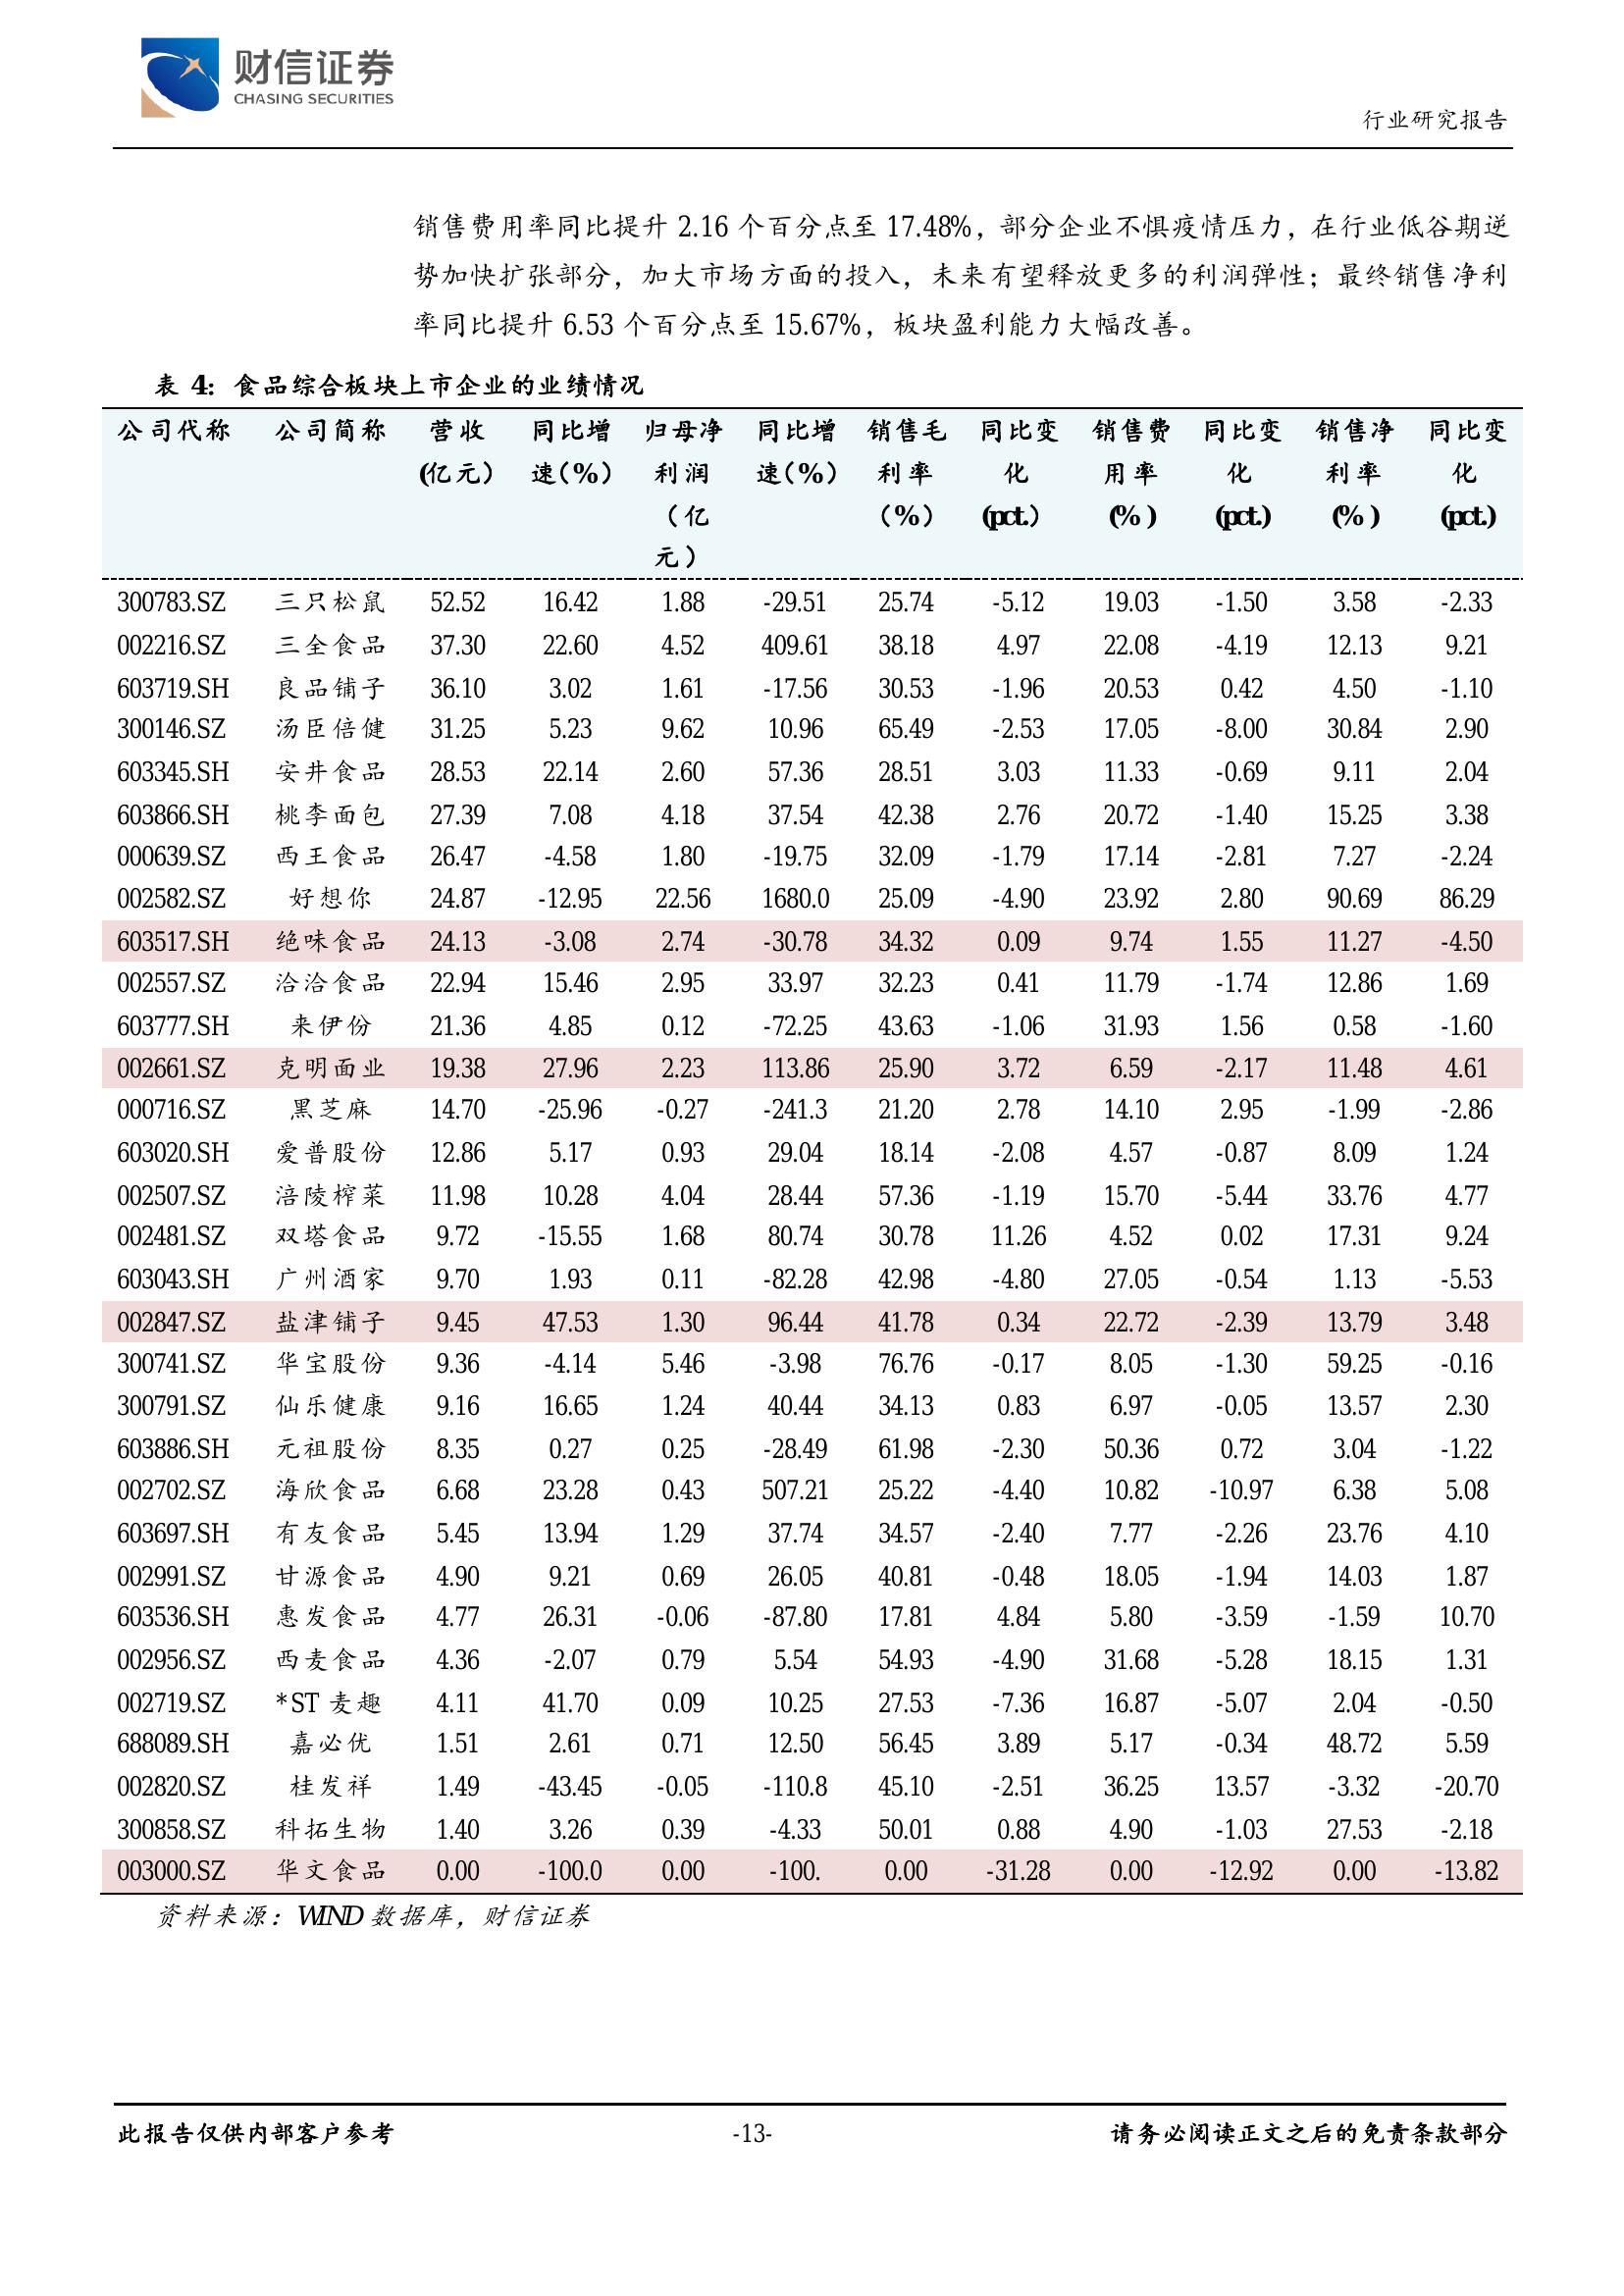 财信证券
CHASING SECURITIES
行业研究报告
销售费用率同比提升 2.16 个百分点至 17.48%，部分企业不惧疫情压力，在行业低谷期逆
势加快扩张部分，加大市场方面的投入，未来有望释放更多的利润弹性；最终销售净利
率同比提升 6.53 个百分点至 15.67%，板块盈利能力大幅改善。
表 4：食品综合板块上市企业的业绩情况
公司代称 公司简称 营收 同比增 归母净 同比增 销售毛 同比变 销售费 同比变 销售净 同比变
(亿元) 速(%) 利润 速(%) 利率 化 用率 化 利率 化
（亿 （%） (pct.) (%) (pct.) (%) (pct.)
元）
300783.SZ 三只松鼠 52.52 16.42 1.88 -29.51 25.74 -5.12 19.03 -1.50 3.58 -2.33
002216.SZ 三全食品 37.30 22.60 4.52 409.61 38.18 4.97 22.08 -4.19 12.13 9.21
603719.SH 良品铺子 36.10 3.02 1.61 -17.56 30.53 -1.96 20.53 0.42 4.50 -1.10
300146.SZ 汤臣倍健 31.25 5.23 9.62 10.96 65.49 -2.53 17.05 -8.00 30.84 2.90
603345.SH 安井食品 28.53 22.14 2.60 57.36 28.51 3.03 11.33 -0.69 9.11 2.04
603866.SH 桃李面包 27.39 7.08 4.18 37.54 42.38 2.76 20.72 -1.40 15.25 3.38
000639.SZ 西王食品 26.47 -4.58 1.80 -19.75 32.09 -1.79 17.14 -2.81 7.27 -2.24
002582.SZ 好想你 24.87 -12.95 22.56 1680.0 25.09 -4.90 23.92 2.80 90.69 86.29
603517.SH 绝味食品 24.13 -3.08 2.74 -30.78 34.32 0.09 9.74 1.55 11.27 -4.50
002557.SZ 洽洽食品 22.94 15.46 2.95 33.97 32.23 0.41 11.79 -1.74 12.86 1.69
603777.SH 来伊份 21.36 4.85 0.12 -72.25 43.63 -1.06 31.93 1.56 0.58 -1.60
002661.SZ 克明面业 19.38 27.96 2.23 113.86 25.90 3.72 6.59 -2.17 11.48 4.61
000716.SZ 黑芝麻 14.70 -25.96 -0.27 -241.3 21.20 2.78 14.10 2.95 -1.99 -2.86
603020.SH 爱普股份 12.86 5.17 0.93 29.04 18.14 -2.08 4.57 -0.87 8.09 1.24
002507.SZ 涪陵榨菜 11.98 10.28 4.04 28.44 57.36 -1.19 15.70 -5.44 33.76 4.77
002481.SZ 双塔食品 9.72 -15.55 1.68 80.74 30.78 11.26 4.52 0.02 17.31 9.24
603043.SH 广州酒家 9.70 1.93 0.11 -82.28 42.98 -4.80 27.05 -0.54 1.13 -5.53
002847.SZ 盐津铺子 9.45 47.53 1.30 96.44 41.78 0.34 22.72 -2.39 13.79 3.48
300741.SZ 华宝股份 9.36 -4.14 5.46 -3.98 76.76 -0.17 8.05 -1.30 59.25 -0.16
300791.SZ 仙乐健康 9.16 16.65 1.24 40.44 34.13 0.83 6.97 -0.05 13.57 2.30
603886.SH 元祖股份 8.35 0.27 0.25 -28.49 61.98 -2.30 50.36 0.72 3.04 -1.22
002702.SZ 海欣食品 6.68 23.28 0.43 507.21 25.22 -4.40 10.82 -10.97 6.38 5.08
603697.SH 有友食品 5.45 13.94 1.29 37.74 34.57 -2.40 7.77 -2.26 23.76 4.10
002991.SZ 甘源食品 4.90 9.21 0.69 26.05 40.81 -0.48 18.05 -1.94 14.03 1.87
603536.SH 惠发食品 4.77 26.31 -0.06 -87.80 17.81 4.84 5.80 -3.59 -1.59 10.70
002956.SZ 西麦食品 4.36 -2.07 0.79 5.54 54.93 -4.90 31.68 -5.28 18.15 1.31
002719.SZ *ST 麦趣 4.11 41.70 0.09 10.25 27.53 -7.36 16.87 -5.07 2.04 -0.50
688089.SH 嘉必优 1.51 2.61 0.71 12.50 56.45 3.89 5.17 -0.34 48.72 5.59
002820.SZ 桂发祥 1.49 -43.45 -0.05 -110.8 45.10 -2.51 36.25 13.57 -3.32 -20.70
300858.SZ 科拓生物 1.40 3.26 0.39 -4.33 50.01 0.88 4.90 -1.03 27.53 -2.18
003000.SZ 华文食品 0.00 -100.0 0.00 -100. 0.00 -31.28 0.00 -12.92 0.00 -13.82
资料来源：WIND 数据库，财信证券
此报告仅供内部客户参考 -13- 请务必阅读正文之后的免责条款部分